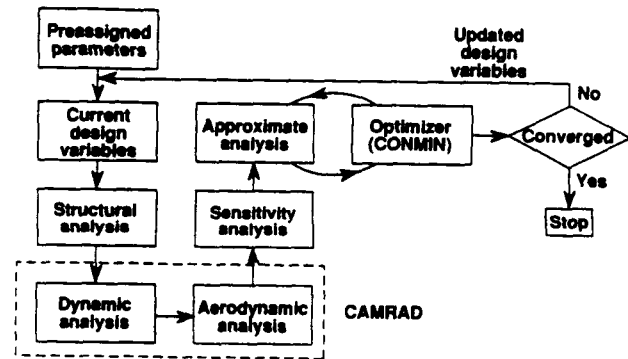 Preassigned
parameters
Updated
design
variables
No
Current
design
variables
Approximate
analysis
Optimizer
(CONMIN)
Converged
Yes
Structural
analysis
Sensitivity
analysis
Stop
Dynamic
analysis
Aerodynamic
analysis
CAMRAD